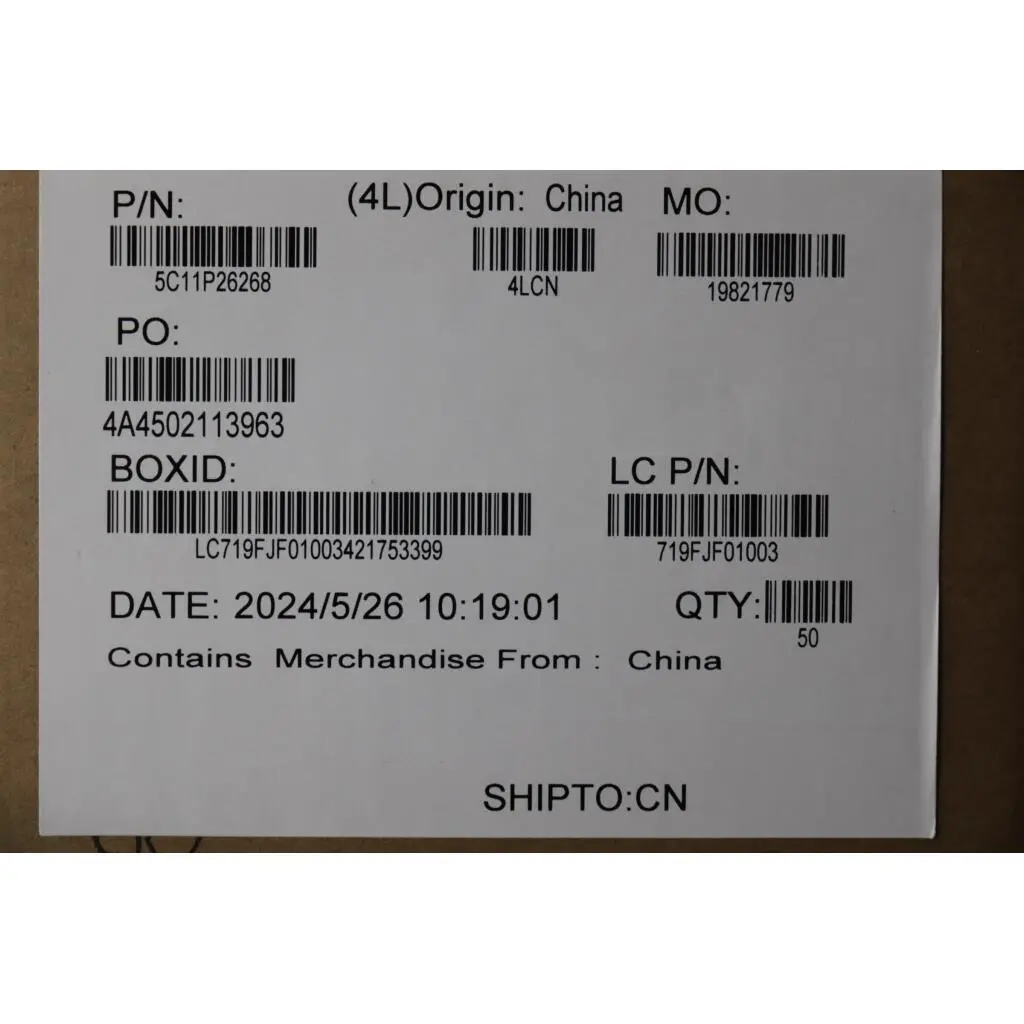 P/N: (4L)Origin: China MO:
5C11P26268 4LCN 19821779
PO:
4A4502113963
BOXID: LC P/N:
LC719FJF01003421753399 719FJF01003
DATE: 2024/5/26 10:19:01 QTY:
50
Contains Merchandise From : China
SHIPTO:CN